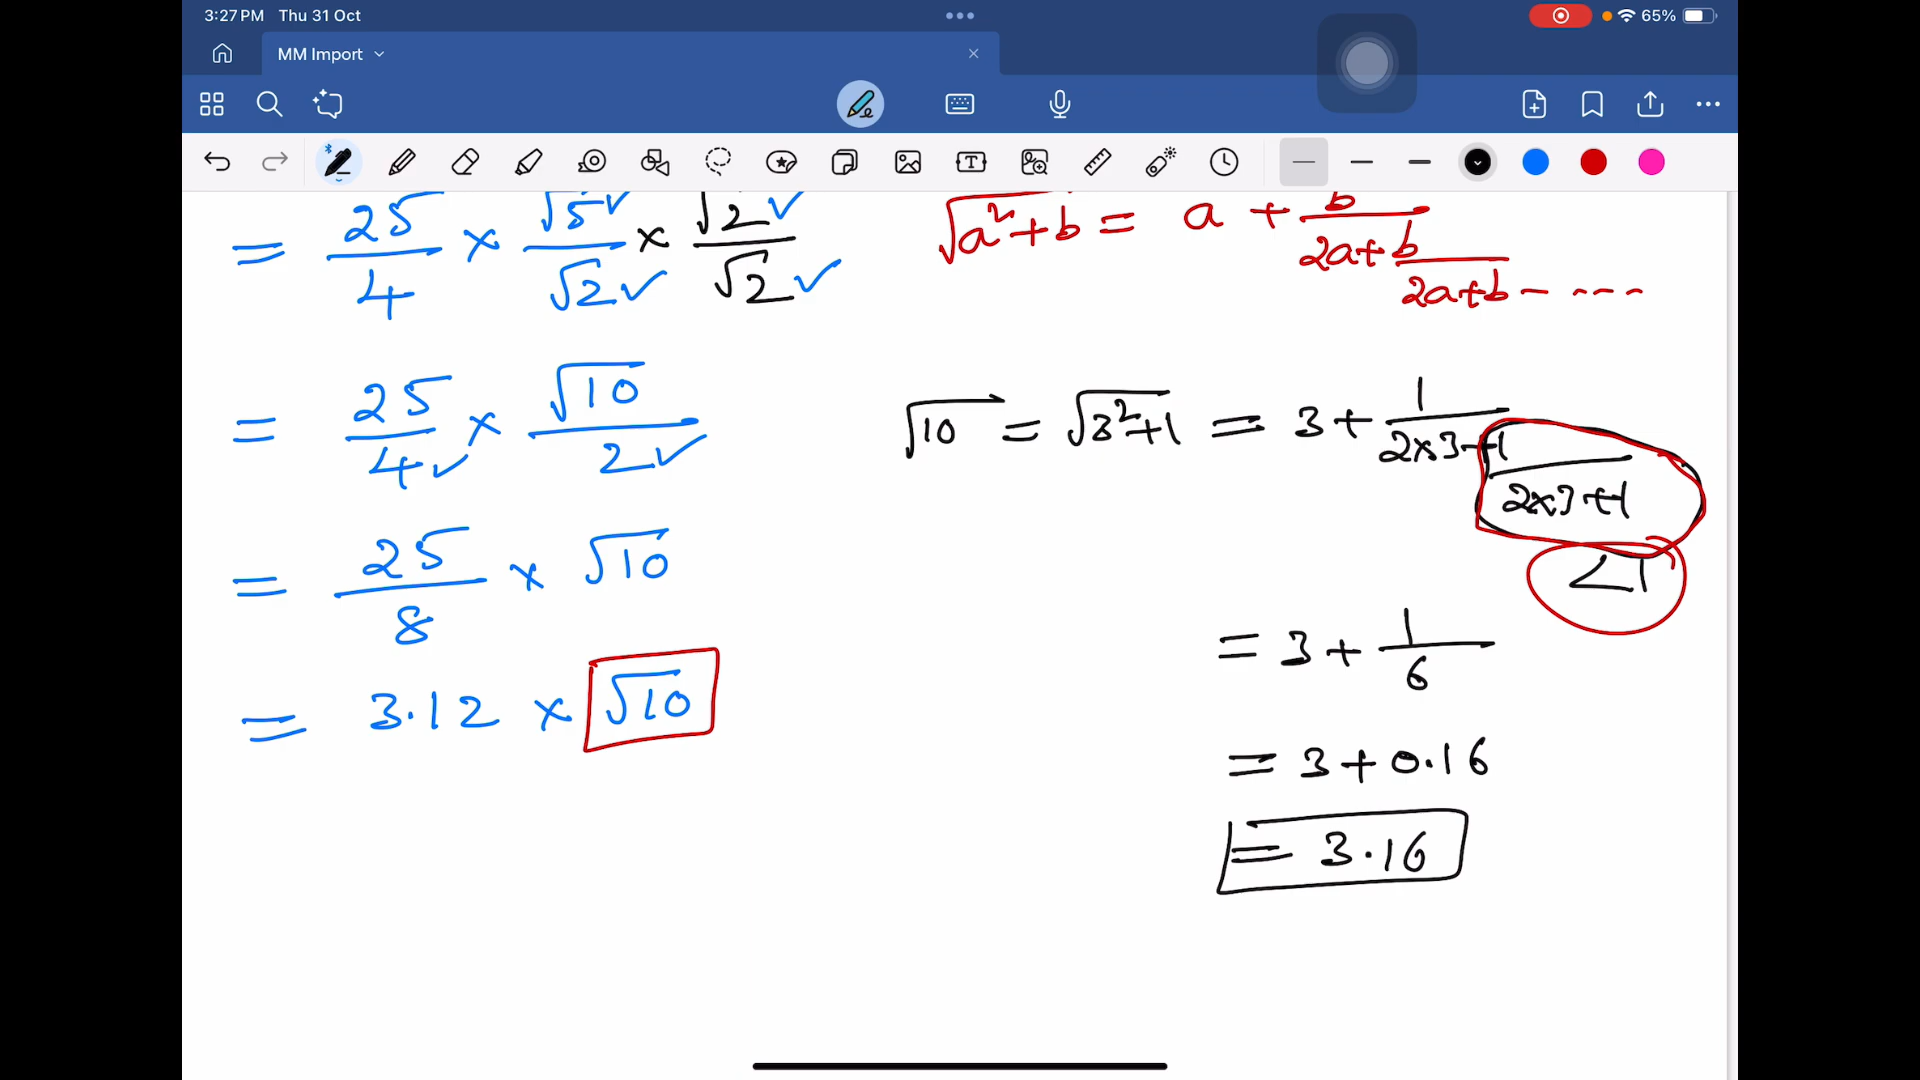 3:27 PM Thu 31 Oct
65%
MM Import
= 25/4 × √5/√2 × √2/√2
= 25/4 × √10/2
= 25/8 × √10
= 3.12 × √10
√a²+b = a + b/2a+b/2a+b-----
√10 = √3²+1 = 3 + 1/2×3+1/2×3+1
<1
= 3 + 1/6
= 3 + 0.16
= 3.16